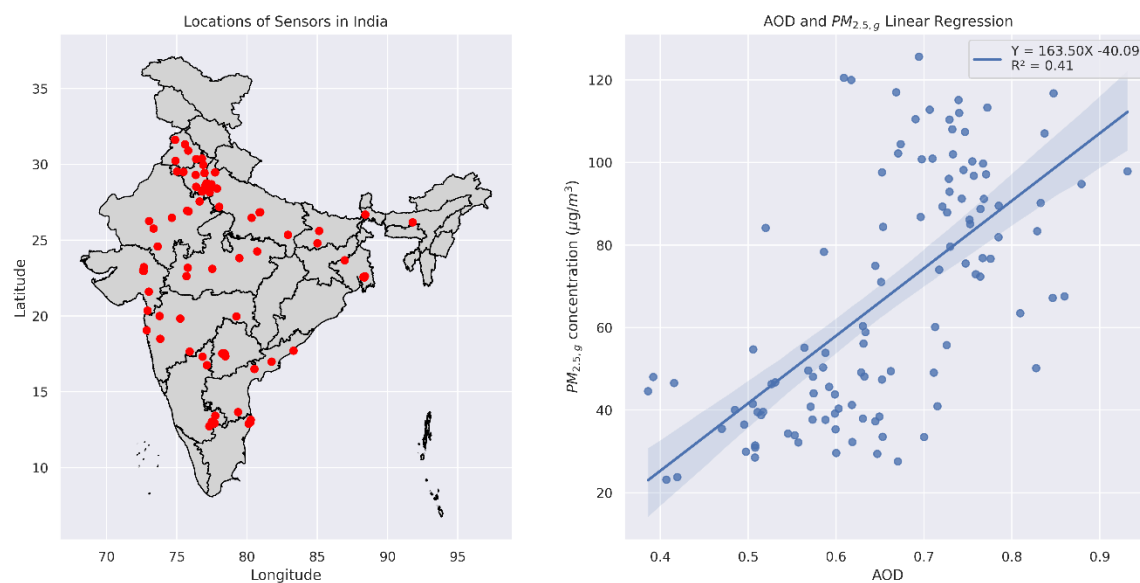 Locations of Sensors in India
35
30
25
20
15
10
Latitude
70 75 80 85 90 95
Longitude
AOD and PM2.5, g Linear Regression
Y = 163.50X -40.09
R² = 0.41
120
100
80
60
40
20
PM2.5, g concentration (μg/m³)
0.4 0.5 0.6 0.7 0.8 0.9
AOD